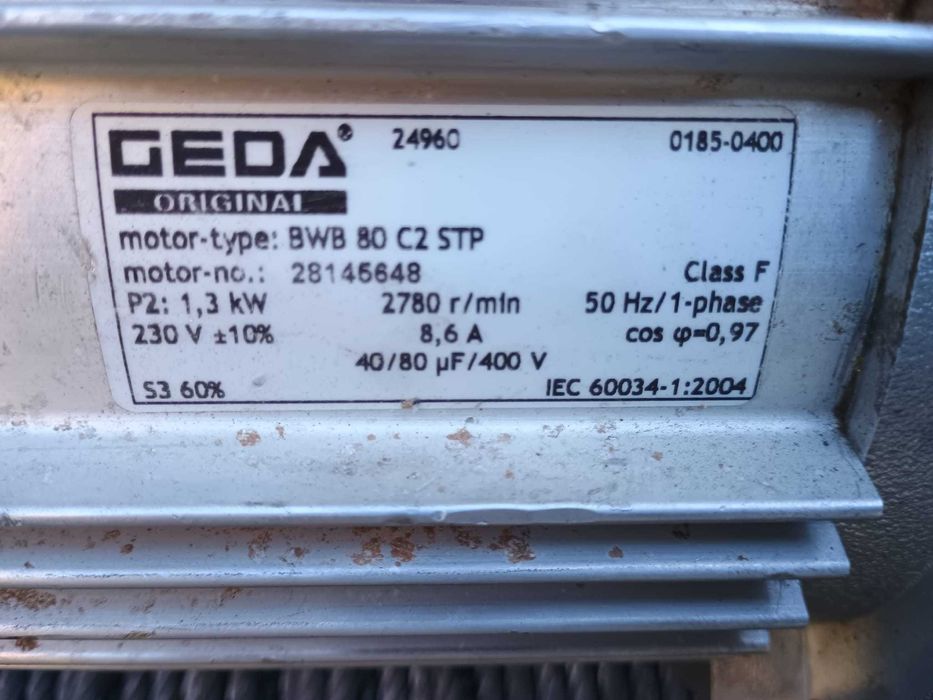 GEDA® 24960 0185-0400
ORIGINAL
motor-type: BWB 80 C2 STP
motor-no.: 28145648 Class F
P2: 1,3 kW 2780 r/min 50 Hz/1-phase
230 V ±10% 8,6 A cos φ=0,97
40/80 µF/400 V
S3 60% IEC 60034-1:2004